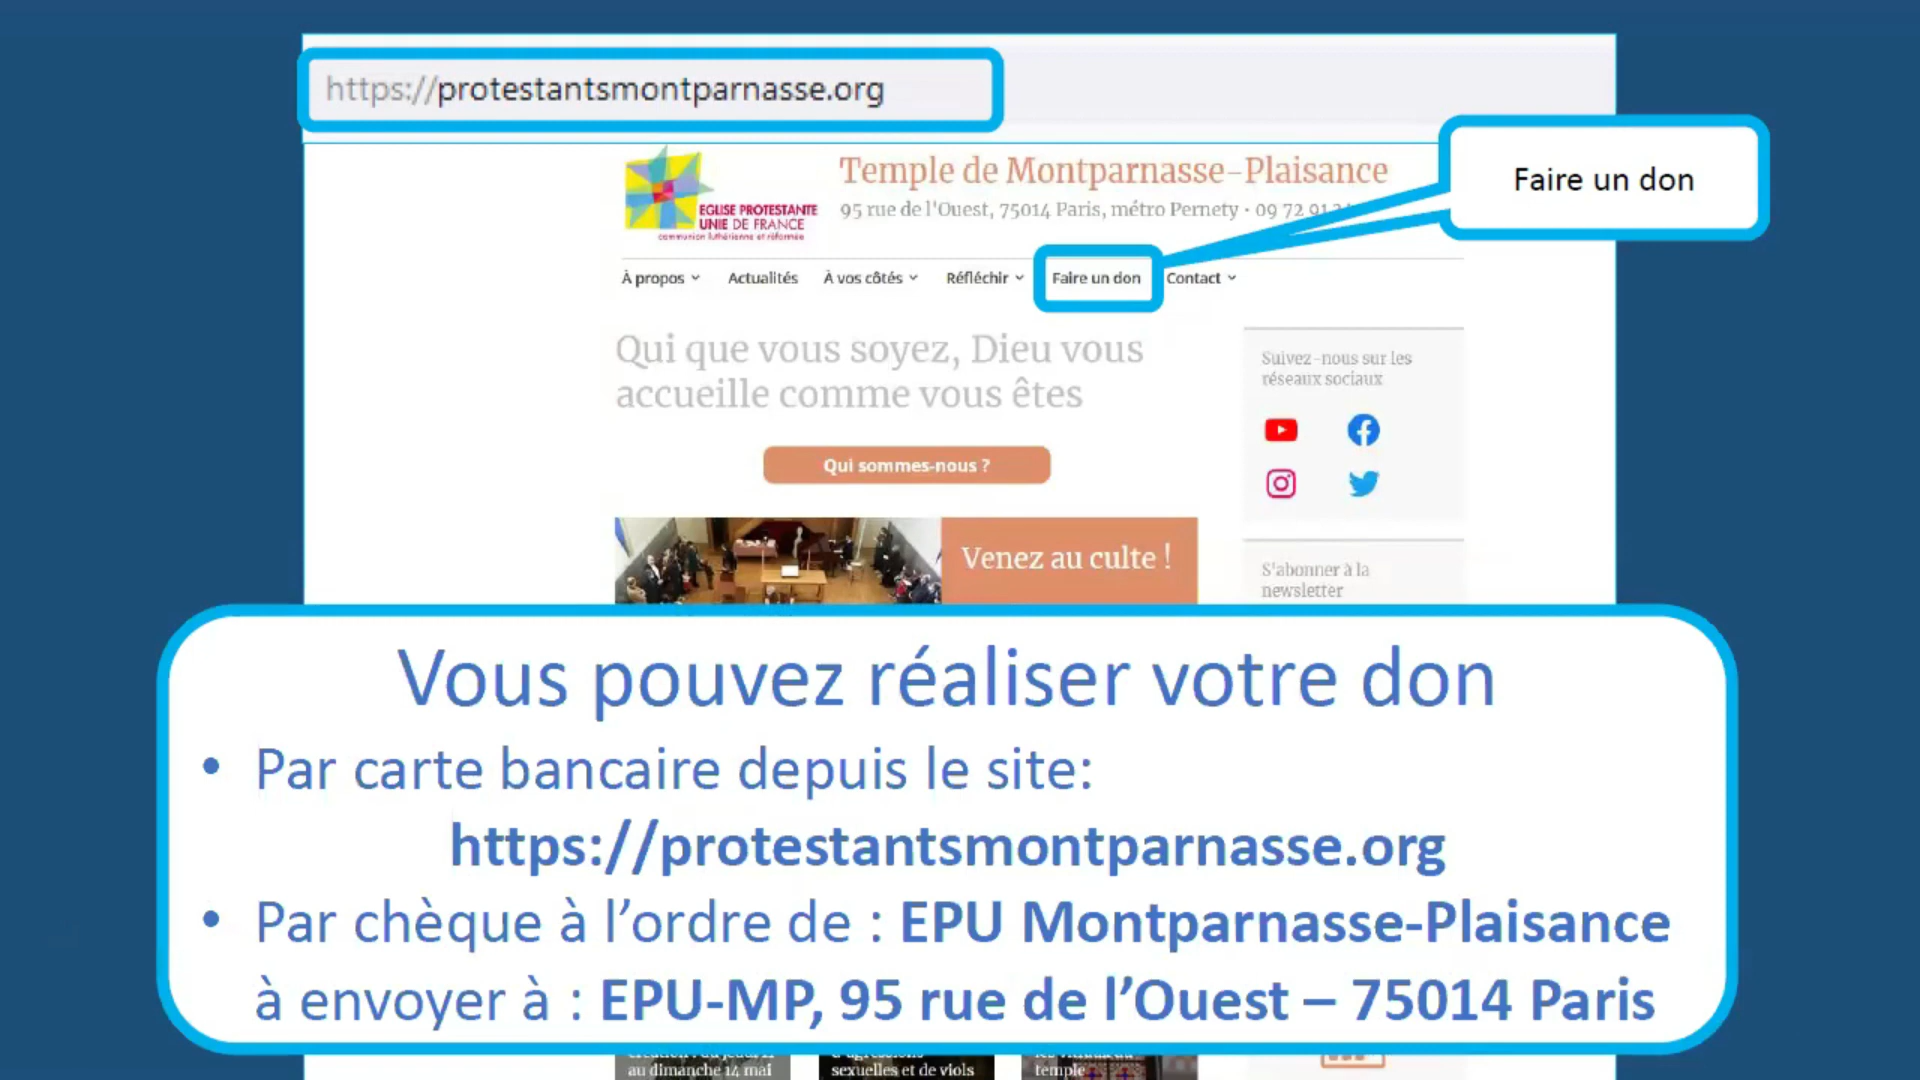 https://protestantsmontparnasse.org
Temple de Montparnasse-Plaisance
Faire un don
95 rue de l'Ouest, 75014 Paris, métro Pernety · 09 72 91
EGLISE PROTESTANTE
UNIE DE FRANCE
communion luthérienne et réformée
À propos
Actualités
À vos côtés
Réfléchir
Faire un don
Contact
Qui que vous soyez, Dieu vous
accueille comme vous êtes
Suivez-nous sur les
réseaux sociaux
Qui sommes-nous ?
Venez au culte !
S'abonner à la
newsletter
Vous pouvez réaliser votre don
• Par carte bancaire depuis le site:
https://protestantsmontparnasse.org
• Par chèque à l’ordre de : EPU Montparnasse-Plaisance
à envoyer à : EPU-MP, 95 rue de l’Ouest – 75014 Paris
au dimanche 14 mai
sexuelles et de viols
temple